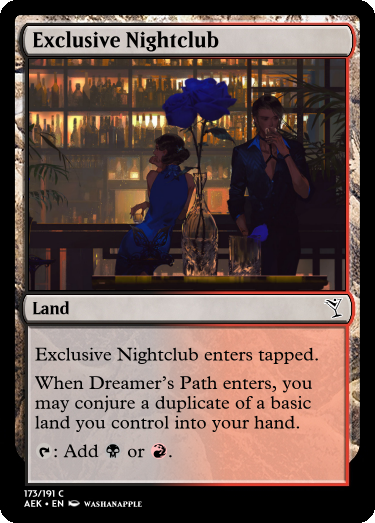 Exclusive Nightclub
Land
Exclusive Nightclub enters tapped.
When Dreamer's Path enters, you
may conjure a duplicate of a basic
land you control into your hand.
: Add or .
173/191 C
AEK • EN WASHANAPPLE